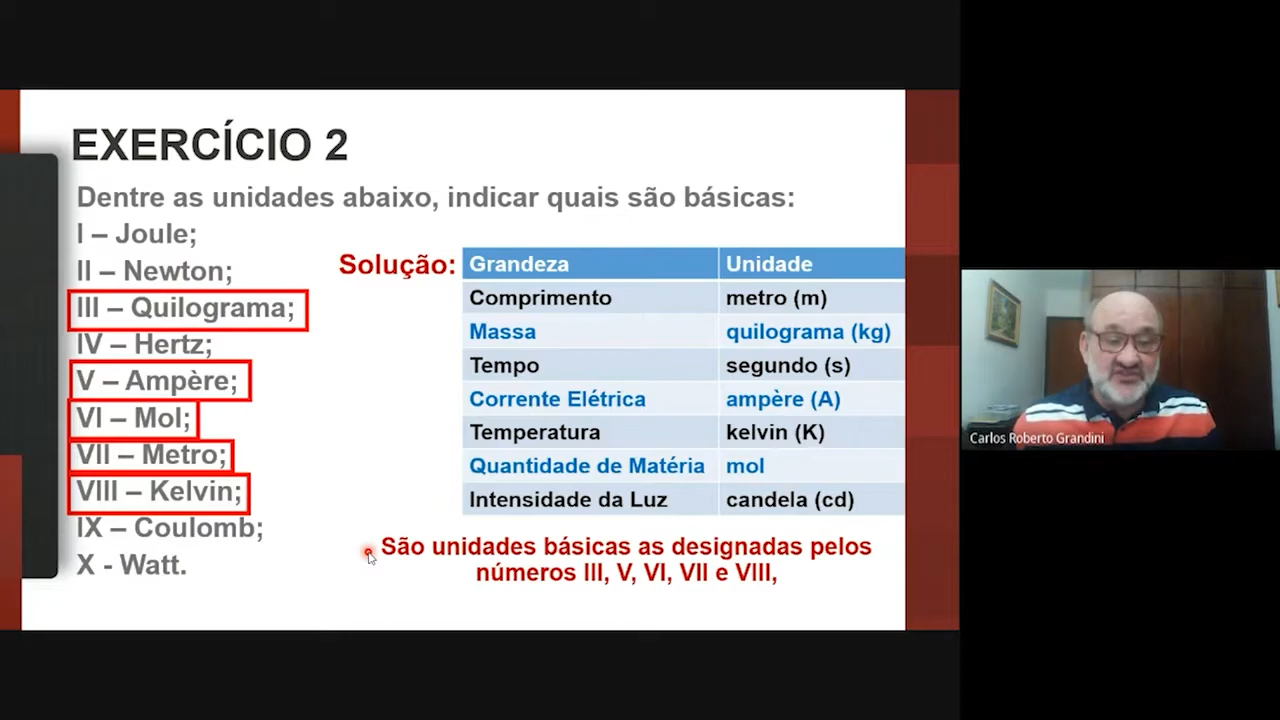 EXERCÍCIO 2
Dentre as unidades abaixo, indicar quais são básicas:
I – Joule;
II – Newton;
III – Quilograma;
IV – Hertz;
V – Ampère;
VI – Mol;
VII – Metro;
VIII – Kelvin;
IX – Coulomb;
X - Watt.
Solução:
Grandeza Unidade
Comprimento metro (m)
Massa quilograma (kg)
Tempo segundo (s)
Corrente Elétrica ampère (A)
Temperatura kelvin (K)
Quantidade de Matéria mol
Intensidade da Luz candela (cd)
São unidades básicas as designadas pelos
números III, V, VI, VII e VIII,
Carlos Roberto Grandini